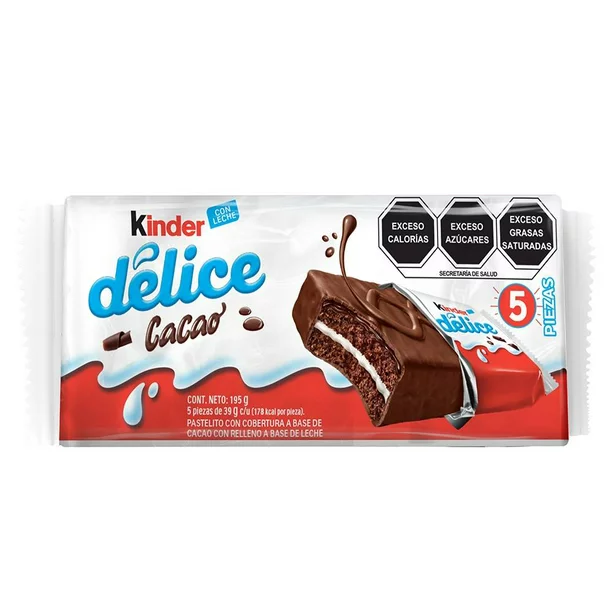 Kinder
CON
LECHE
délice
Cacao
EXCESO
CALORÍAS
EXCESO
AZÚCARES
EXCESO
GRASAS
SATURADAS
SECRETARÍA DE SALUD
Kinder
délice
5
PIEZAS
CONT. NETO: 195 g
5 piezas de 39 g c/u (178 kcal por pieza).
PASTELITO CON COBERTURA A BASE DE
CACAO CON RELLENO A BASE DE LECHE